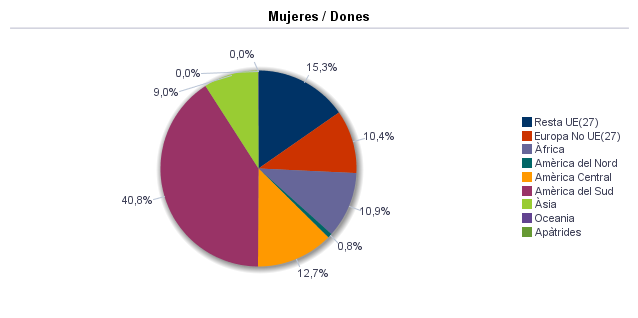 Mujeres / Dones
0,0%
0,0%
15,3%
9,0%
10,4%
40,8%
10,9%
0,8%
12,7%
Resta UE(27)
Europa No UE(27)
Àfrica
Amèrica del Nord
Amèrica Central
Amèrica del Sud
Àsia
Oceania
Apàtrides